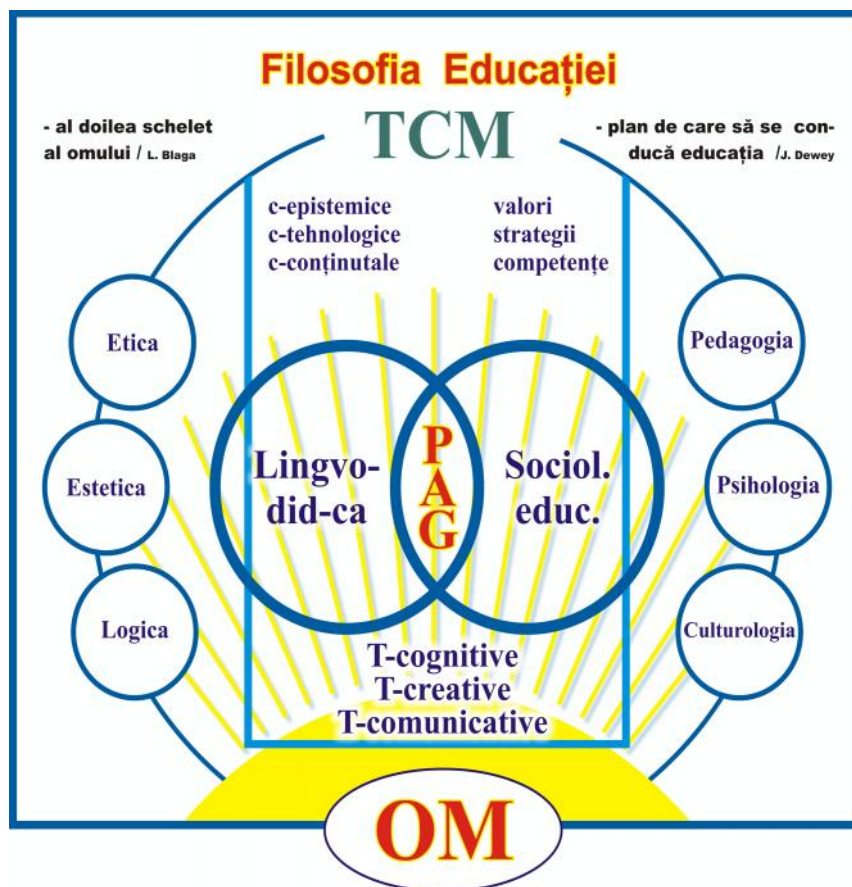 Filosofia Educației
- al doilea schelet
al omului / L. Blaga
TCM
- plan de care să se con-
ducă educația /J. Dewey
c-epistemice
c-tehnologice
c-conținutale
valori
strategii
competențe
Etica
Estetica
Logica
Pedagogia
Psihologia
Culturologia
Lingvo-
did-ca
PAG
Sociol.
educ.
T-cognitive
T-creative
T-comunicative
OM